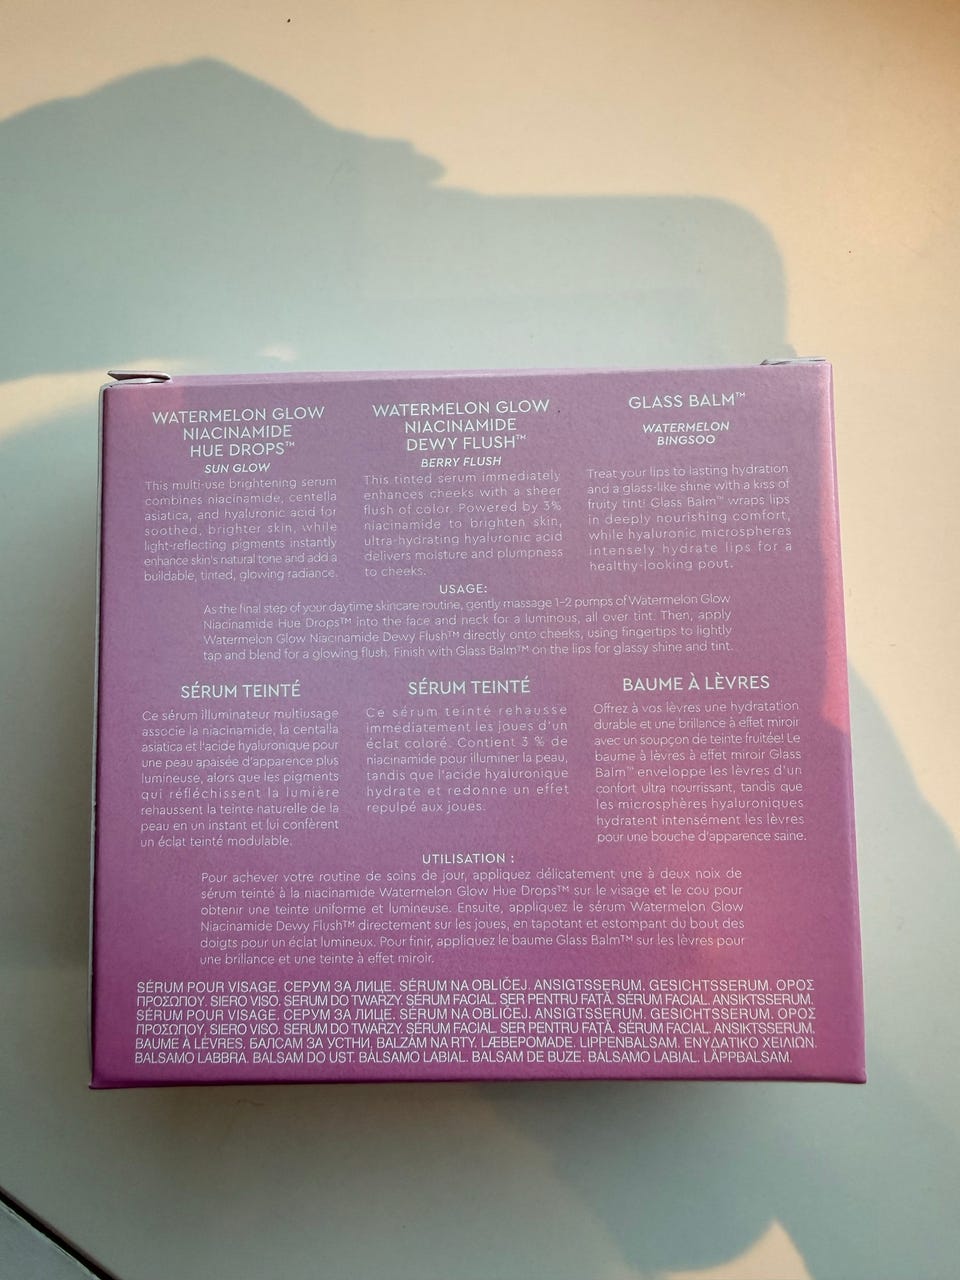 WATERMELON GLOW
NIACINAMIDE
HUE DROPS™
SUN GLOW
This multi-use brightening serum
combines niacinamide, centella
asiatica, and hyaluronic acid for
soothed, brighter skin, while
light-reflecting pigments instantly
enhance skin's natural tone and add a
buildable, tinted, glowing radiance.
WATERMELON GLOW
NIACINAMIDE
DEWY FLUSH™
BERRY FLUSH
This tinted serum immediately
enhances cheeks with a sheer
flush of color. Powered by 3%
niacinamide to brighten skin,
ultra-hydrating hyaluronic acid
delivers moisture and plumpness
to cheeks.
GLASS BALM™
WATERMELON
BINGSOO
Treat your lips to lasting hydration
and a glass-like shine with a kiss of
fruity tint! Glass Balm™ wraps lips
in deeply nourishing comfort,
while hyaluronic microspheres
intensely hydrate lips for a
healthy-looking pout.
USAGE:
As the final step of your daytime skincare routine, gently massage 1-2 pumps of Watermelon Glow
Niacinamide Hue Drops™ into the face and neck for a luminous, all over tint. Then, apply
Watermelon Glow Niacinamide Dewy Flush™ directly onto cheeks, using fingertips to lightly
tap and blend for a glowing flush. Finish with Glass Balm™ on the lips for glassy shine and tint.
SÉRUM TEINTÉ
Ce sérum illuminateur multiusage
associe la niacinamide, la centalla
asiatica et l'acide hyaluronique pour
une peau apaisée d'apparence plus
lumineuse, alors que les pigments
qui réfléchissent la lumière
rehaussent la teinte naturelle de la
peau en un instant et lui confèrent
un éclat teinté modulable.
SÉRUM TEINTÉ
Ce sérum teinté rehausse
immédiatement les joues d'un
éclat coloré. Contient 3 % de
niacinamide pour illuminer la peau,
tandis que l'acide hyaluronique
hydrate et redonne un effet
repulpé aux joues.
BAUME À LÈVRES
Offrez à vos lèvres une hydratation
durable et une brillance à effet miroir
avec un soupçon de teinte fruitée! Le
baume à lèvres à effet miroir Glass
Balm™ enveloppe les lèvres d'un
confort ultra nourrissant, tandis que
les microsphères hyaluroniques
hydratent intensément les lèvres
pour une bouche d'apparence saine.
UTILISATION :
Pour achever votre routine de soins de jour, appliquez délicatement une à deux noix de
sérum teinté à la niacinamide Watermelon Glow Hue Drops™ sur le visage et le cou pour
obtenir une teinte uniforme et lumineuse. Ensuite, appliquez le sérum Watermelon Glow
Niacinamide Dewy Flush™ directement sur les joues, en tapotant et estompant du bout des
doigts pour un éclat lumineux. Pour finir, appliquez le baume Glass Balm™ sur les lèvres pour
une brillance et une teinte à effet miroir.
SÉRUM POUR VISAGE. СЕРУМ ЗА ЛИЦЕ. SÉRUM NA OBLIČEJ. ANSIGTSSERUM. GESICHTSSERUM. ΟΡΟΣ
ΠΡΟΣΩΠΟΥ. SIERO VISO. SERUM DO TWARZY. SÉRUM FACIAL. SER PENTRU FAȚĂ. SÉRUM FACIAL. ANSIKTSSERUM.
SÉRUM POUR VISAGE. СЕРУМ ЗА ЛИЦЕ. SÉRUM NA OBLIČEJ. ANSIGTSSERUM. GESICHTSSERUM. ΟΡΟΣ
ΠΡΟΣΩΠΟΥ. SIERO VISO. SERUM DO TWARZY. SÉRUM FACIAL. SER PENTRU FAȚĂ. SÉRUM FACIAL. ANSIKTSSERUM.
BAUME À LÈVRES. БАЛСАМ ЗА УСТНИ. BALZÁM NA RTY. LÆBEPOMADE. LIPPENBALSAM. ΕΝΥΔΑΤΙΚΟ ΧΕΙΛΙΩΝ.
BALSAMO LABBRA. BALSAM DO UST. BÁLSAMO LABIAL. BALSAM DE BUZE. BÁLSAMO LABIAL. LÄPPBALSAM.